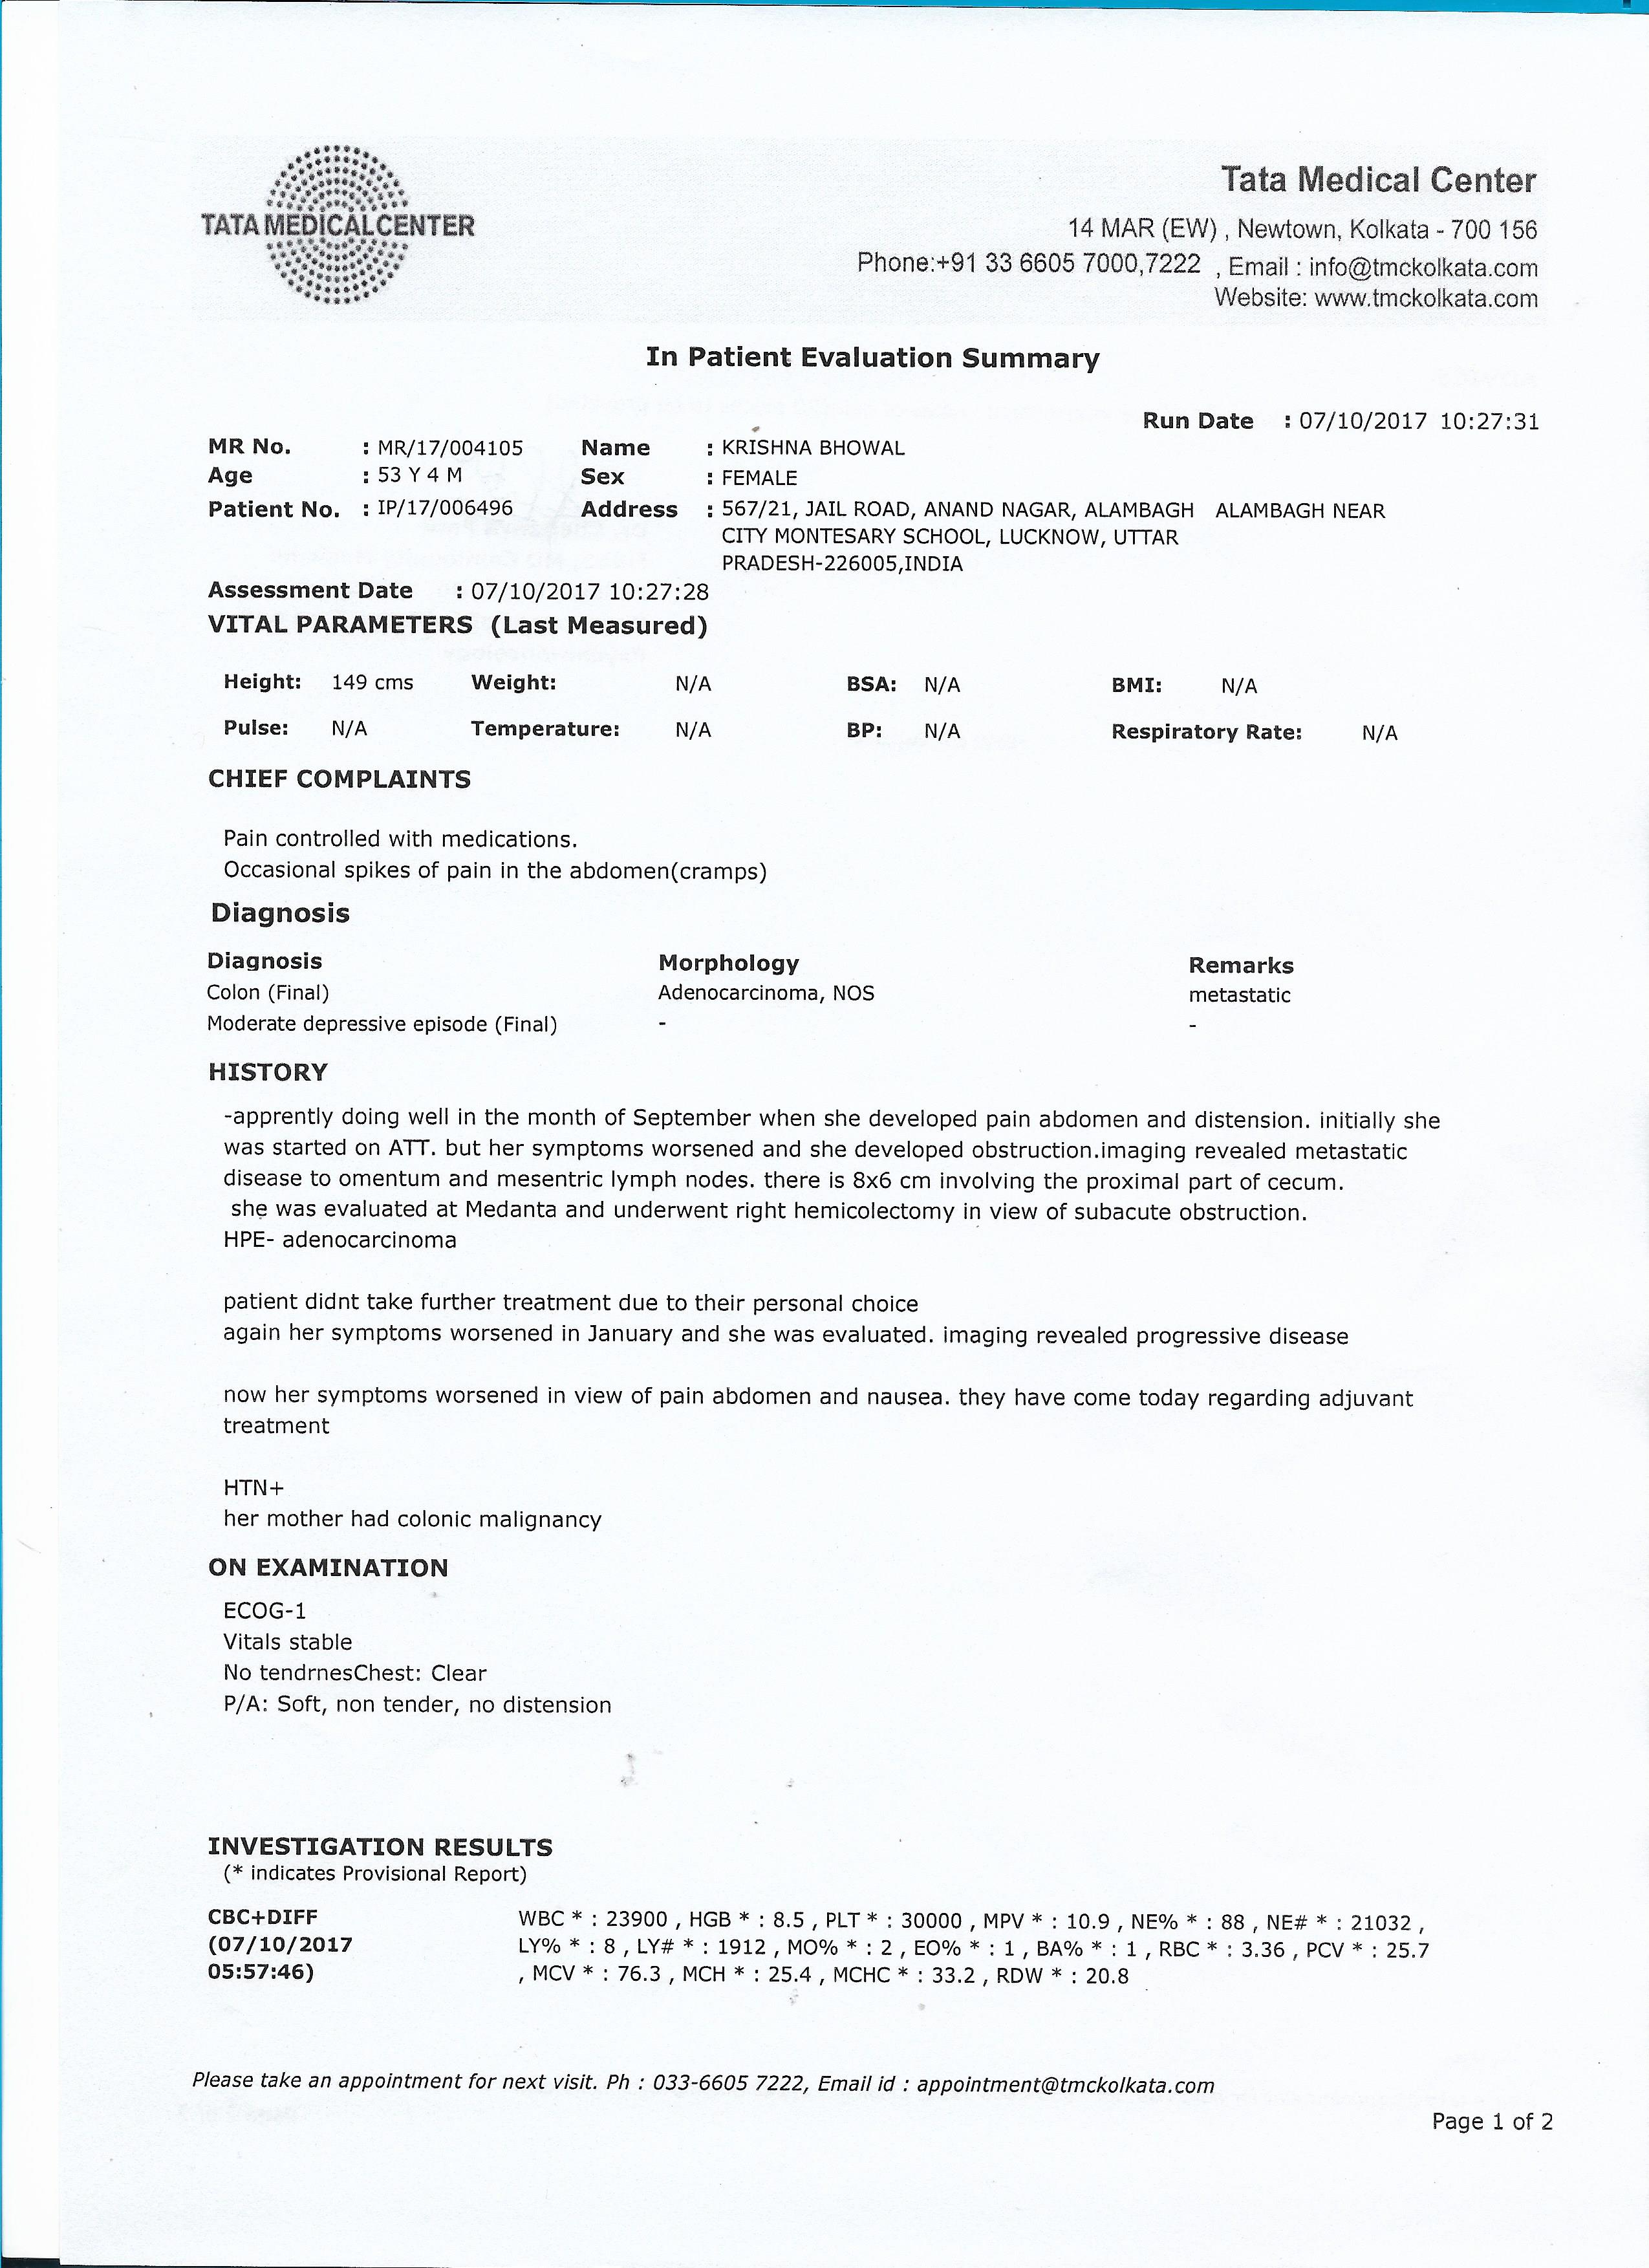 TATA MEDICAL CENTER
Tata Medical Center
14 MAR (EW) , Newtown, Kolkata - 700 156
Phone:+91 33 6605 7000,7222 , Email : info@tmckolkata.com
Website: www.tmckolkata.com
In Patient Evaluation Summary
Run Date : 07/10/2017 10:27:31
MR No. : MR/17/004105 Name : KRISHNA BHOWAL
Age : 53 Y 4 M Sex : FEMALE
Patient No. : IP/17/006496 Address : 567/21, JAIL ROAD, ANAND NAGAR, ALAMBAGH ALAMBAGH NEAR
CITY MONTESARY SCHOOL, LUCKNOW, UTTAR
PRADESH-226005,INDIA
Assessment Date : 07/10/2017 10:27:28
VITAL PARAMETERS (Last Measured)
Height: 149 cms Weight: N/A BSA: N/A BMI: N/A
Pulse: N/A Temperature: N/A BP: N/A Respiratory Rate: N/A
CHIEF COMPLAINTS
Pain controlled with medications.
Occasional spikes of pain in the abdomen(cramps)
Diagnosis
Diagnosis Morphology Remarks
Colon (Final) Adenocarcinoma, NOS metastatic
Moderate depressive episode (Final) - -
HISTORY
-apprently doing well in the month of September when she developed pain abdomen and distension. initially she
was started on ATT. but her symptoms worsened and she developed obstruction.imaging revealed metastatic
disease to omentum and mesentric lymph nodes. there is 8x6 cm involving the proximal part of cecum.
she was evaluated at Medanta and underwent right hemicolectomy in view of subacute obstruction.
HPE- adenocarcinoma
patient didnt take further treatment due to their personal choice
again her symptoms worsened in January and she was evaluated. imaging revealed progressive disease
now her symptoms worsened in view of pain abdomen and nausea. they have come today regarding adjuvant
treatment
HTN+
her mother had colonic malignancy
ON EXAMINATION
ECOG-1
Vitals stable
No tendrnesChest: Clear
P/A: Soft, non tender, no distension
INVESTIGATION RESULTS
(* indicates Provisional Report)
CBC+DIFF WBC * : 23900 , HGB * : 8.5 , PLT * : 30000 , MPV * : 10.9 , NE% * : 88 , NE# * : 21032 ,
(07/10/2017 LY% * : 8 , LY# * : 1912 , MO% * : 2 , EO% * : 1 , BA% * : 1 , RBC * : 3.36 , PCV * : 25.7
05:57:46) , MCV * : 76.3 , MCH * : 25.4 , MCHC * : 33.2 , RDW * : 20.8
Please take an appointment for next visit. Ph : 033-6605 7222, Email id : appointment@tmckolkata.com
Page 1 of 2